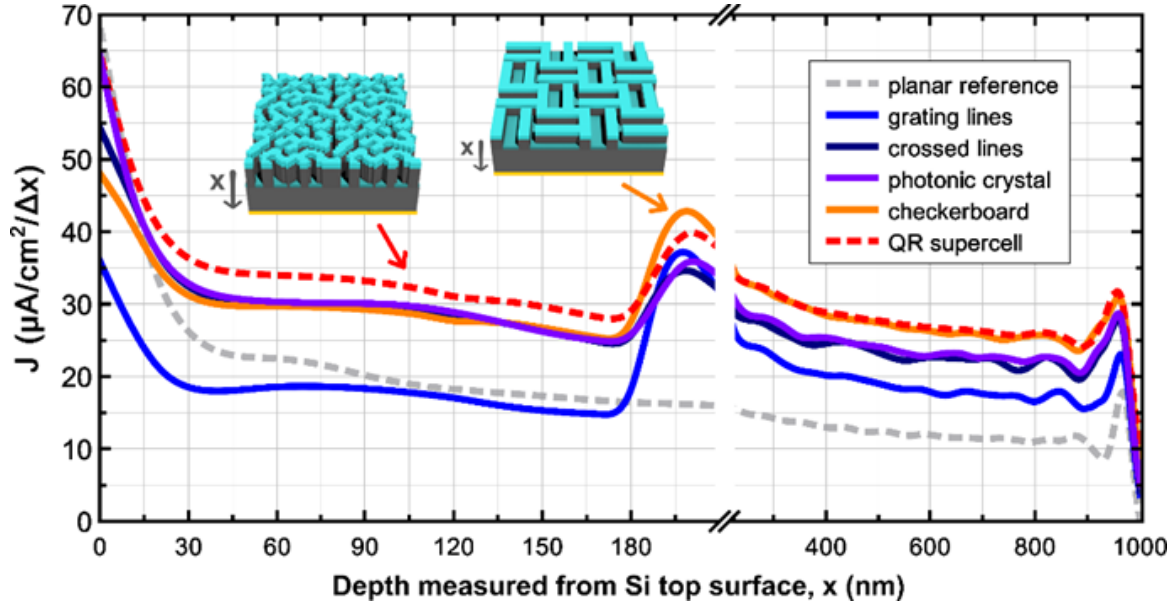 70
60
50
40
30
20
10
0
J (µA/cm²/Δx)
x
x
planar reference
grating lines
crossed lines
photonic crystal
checkerboard
QR supercell
0 30 60 90 120 150 180 400 600 800 1000
Depth measured from Si top surface, x (nm)